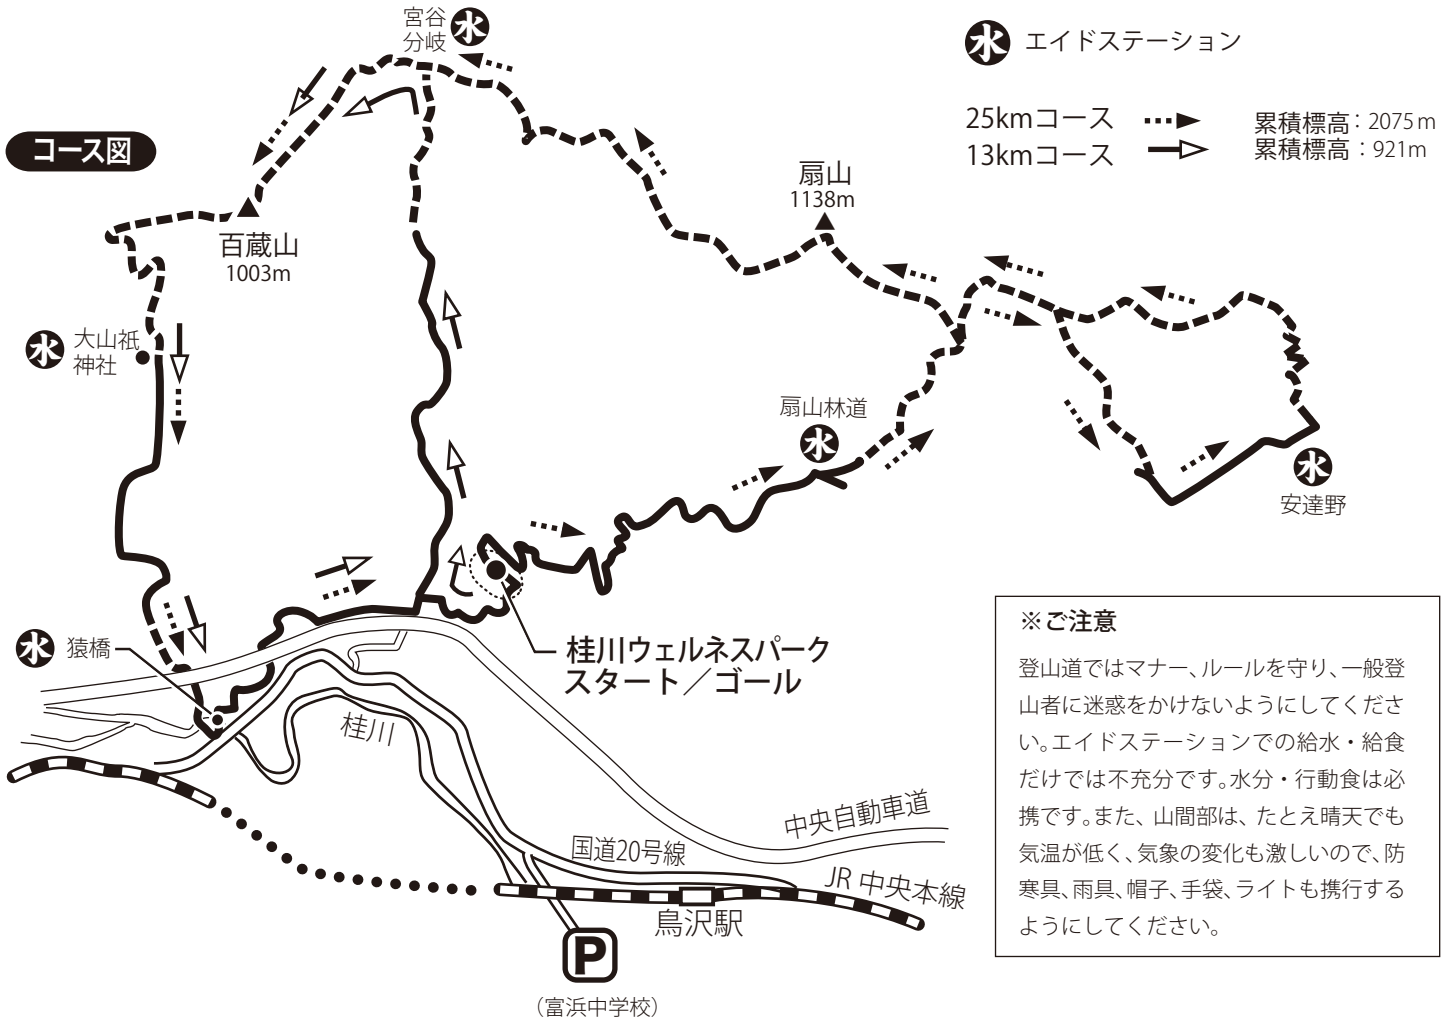 宮谷
分岐
水
水 エイドステーション
25kmコース 累積標高：2075m
13kmコース 累積標高：921m
コース図
扇山
1138m
百蔵山
1003m
水
大山祇
神社
扇山林道
水
水
安達野
水
猿橋
桂川ウェルネスパーク
スタート／ゴール
桂川
中央自動車道
国道20号線
JR 中央本線
鳥沢駅
P
（富浜中学校）
※ご注意
登山道ではマナー、ルールを守り、一般登
山者に迷惑をかけないようにしてくださ
い。エイドステーションでの給水・給食
だけでは不充分です。水分・行動食は必
携です。また、山間部は、たとえ晴天でも
気温が低く、気象の変化も激しいので、防
寒具、雨具、帽子、手袋、ライトも携行する
ようにしてください。